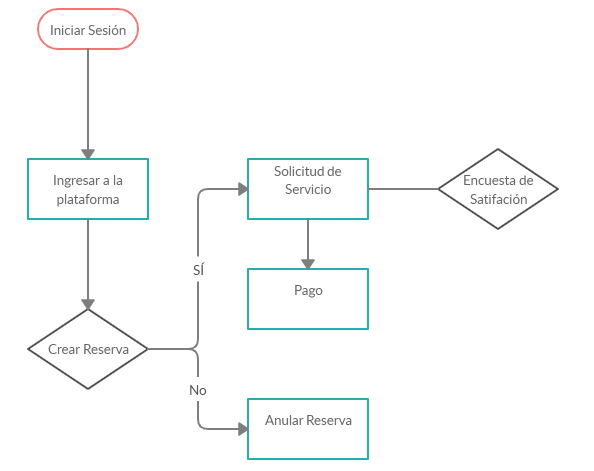 Iniciar Sesión
Ingresar a la
plataforma
Solicitud de
Servicio
Encuesta de
Satifación
SÍ
Pago
Crear Reserva
No
Anular Reserva